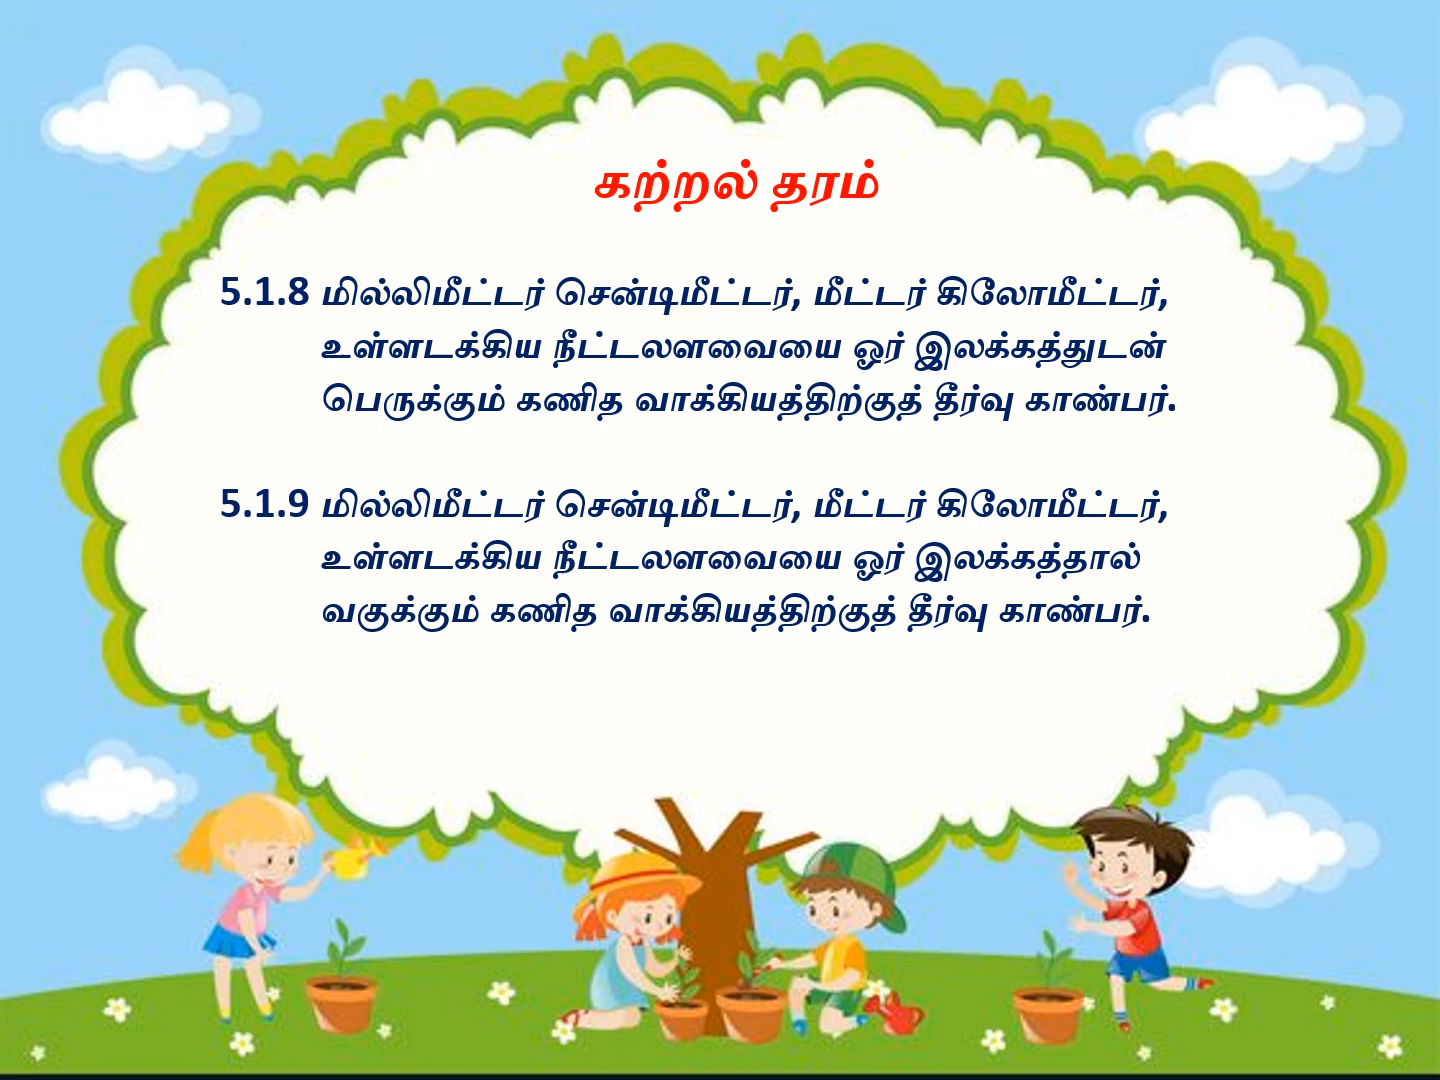 கற்றல் தரம்
5.1.8 மில்லிமீட்டர் சென்டிமீட்டர், மீட்டர் கிலோமீட்டர்,
உள்ளடக்கிய நீட்டலளவையை ஓர் இலக்கத்துடன்
பெருக்கும் கணித வாக்கியத்திற்குத் தீர்வு காண்பர்.
5.1.9 மில்லிமீட்டர் சென்டிமீட்டர், மீட்டர் கிலோமீட்டர்,
உள்ளடக்கிய நீட்டலளவையை ஓர் இலக்கத்தால்
வகுக்கும் கணித வாக்கியத்திற்குத் தீர்வு காண்பர்.